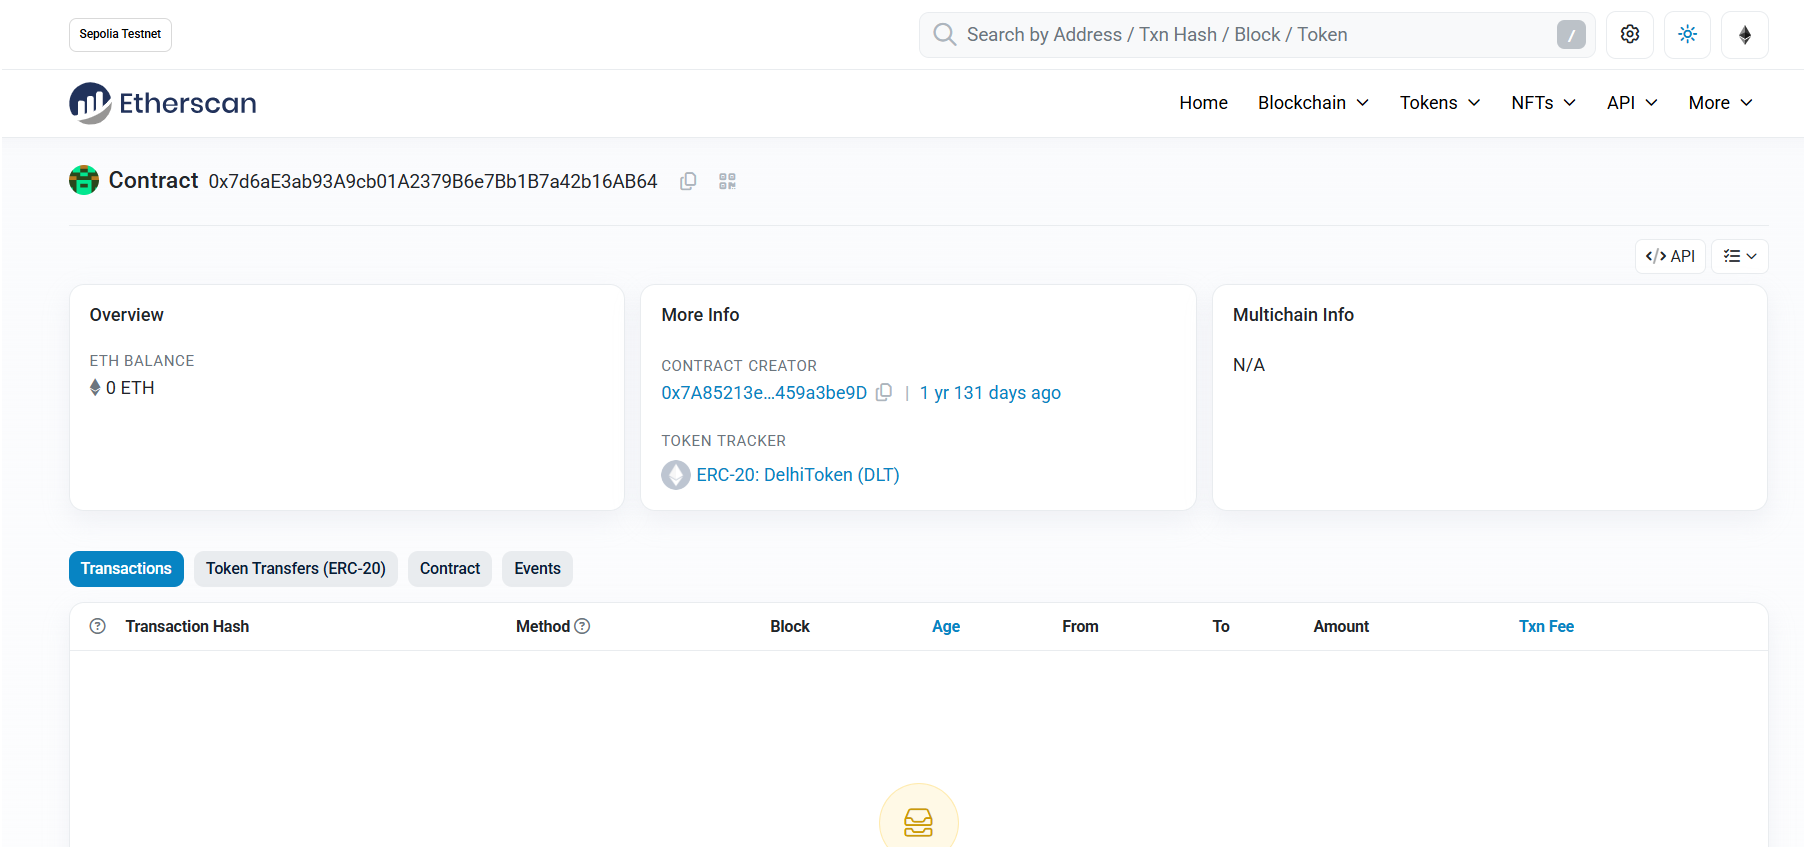 Sepolia Testnet
Search by Address / Txn Hash / Block / Token
/
Etherscan
Home Blockchain Tokens NFTs API More
Contract 0x7d6aE3ab93A9cb01A2379B6e7Bb1B7a42b16AB64
</> API
Overview
ETH BALANCE
0 ETH
More Info
CONTRACT CREATOR
0x7A85213e...459a3be9D | 1 yr 131 days ago
TOKEN TRACKER
ERC-20: DelhiToken (DLT)
Multichain Info
N/A
Transactions Token Transfers (ERC-20) Contract Events
? Transaction Hash Method ? Block Age From To Amount Txn Fee